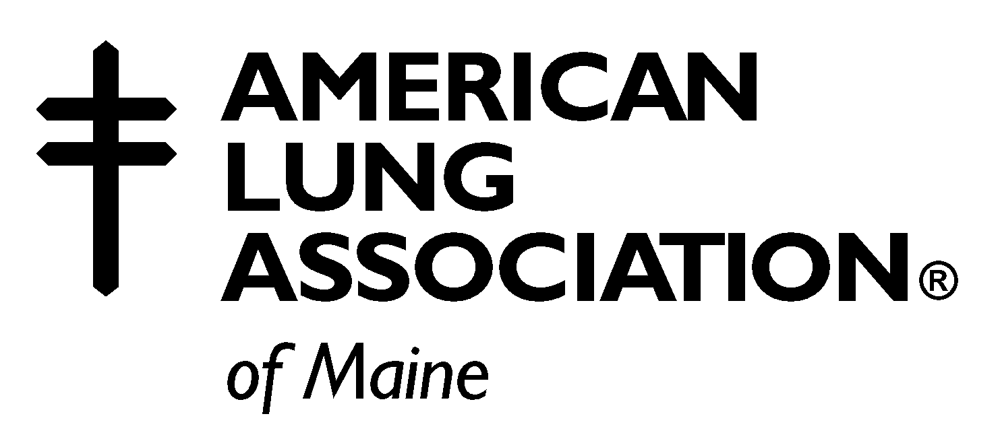 AMERICAN
LUNG
ASSOCIATION®
of Maine